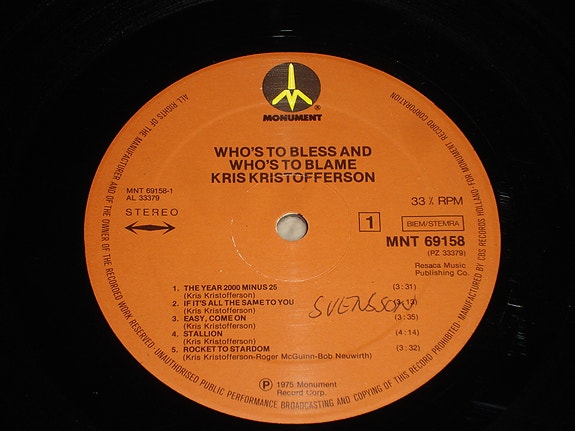 MONUMENT ®
WHO'S TO BLESS AND
WHO'S TO BLAME
KRIS KRISTOFFERSON
MNT 69158-1
AL 33379
STEREO
33⅓ RPM
1
BIEM/STEMRA
MNT 69158
(PZ 33379)
Resaca Music
Publishing Co.
1. THE YEAR 2000 MINUS 25 (3:31)
(Kris Kristofferson)
2. IF IT'S ALL THE SAME TO YOU (3:13)
(Kris Kristofferson)
SVENSSON
3. EASY, COME ON (3:35)
(Kris Kristofferson)
4. STALLION (4:14)
(Kris Kristofferson)
5. ROCKET TO STARDOM (3:32)
(Kris Kristofferson-Roger McGuinn-Bob Neuwirth)
Ⓟ 1975 Monument
Record Corp.
ALL RIGHTS OF THE MANUFACTURER AND OF THE OWNER OF THE RECORDED WORK RESERVED. UNAUTHORISED PUBLIC PERFORMANCE BROADCASTING AND COPYING OF THIS RECORD PROHIBITED. MANUFACTURED BY CBS RECORDS HOLLAND FOR MONUMENT RECORD CORPORATION